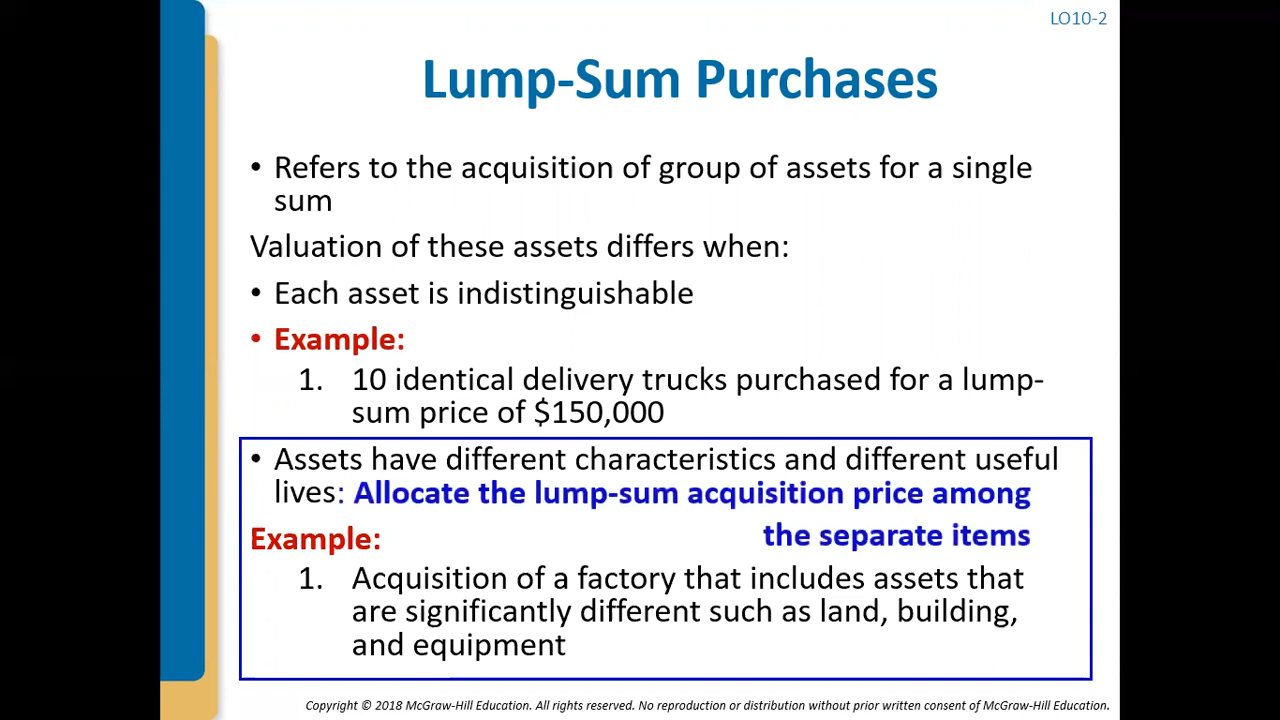 LO10-2
Lump-Sum Purchases
• Refers to the acquisition of group of assets for a single
sum
Valuation of these assets differs when:
• Each asset is indistinguishable
• Example:
1. 10 identical delivery trucks purchased for a lump-
sum price of $150,000
• Assets have different characteristics and different useful
lives: Allocate the lump-sum acquisition price among
the separate items
Example:
1. Acquisition of a factory that includes assets that
are significantly different such as land, building,
and equipment
Copyright © 2018 McGraw-Hill Education. All rights reserved. No reproduction or distribution without prior written consent of McGraw-Hill Education.